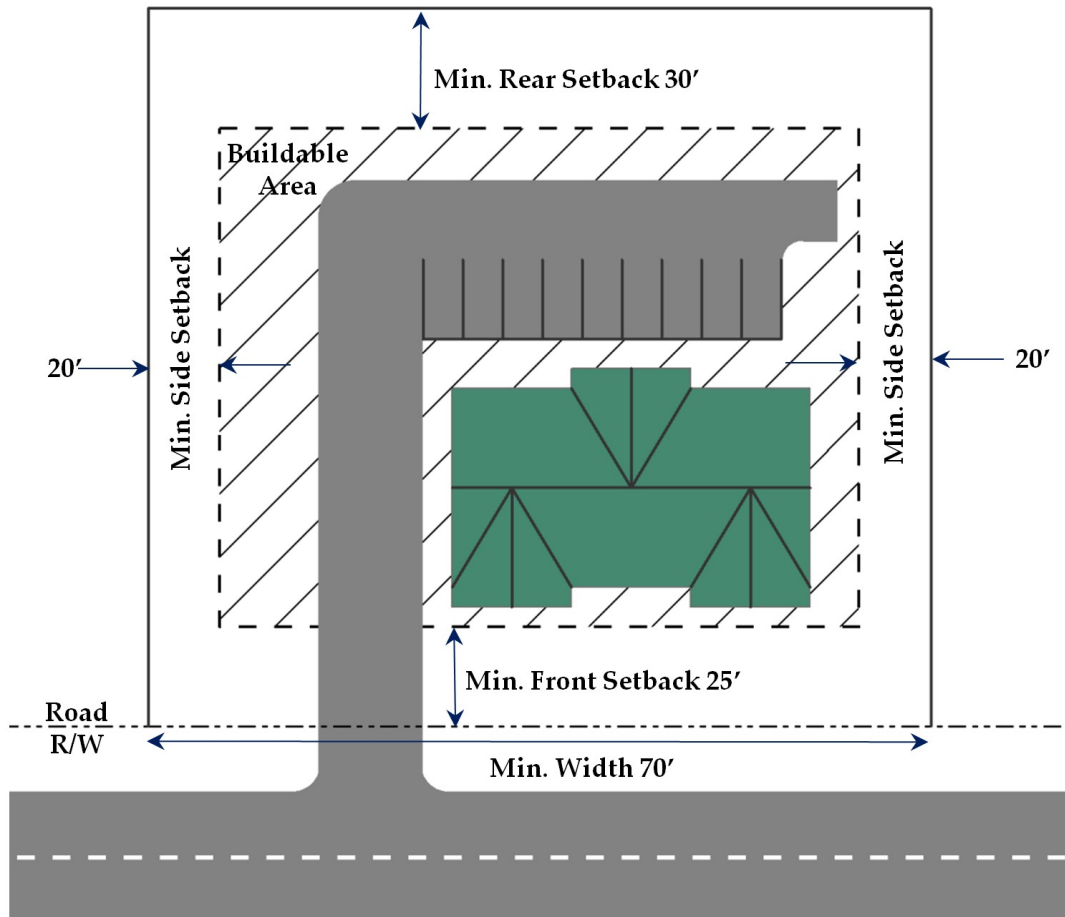 Min. Rear Setback 30’
Buildable
Area
Min. Side Setback
Min. Side Setback
20’
20’
Min. Front Setback 25’
Road
R/W
Min. Width 70’